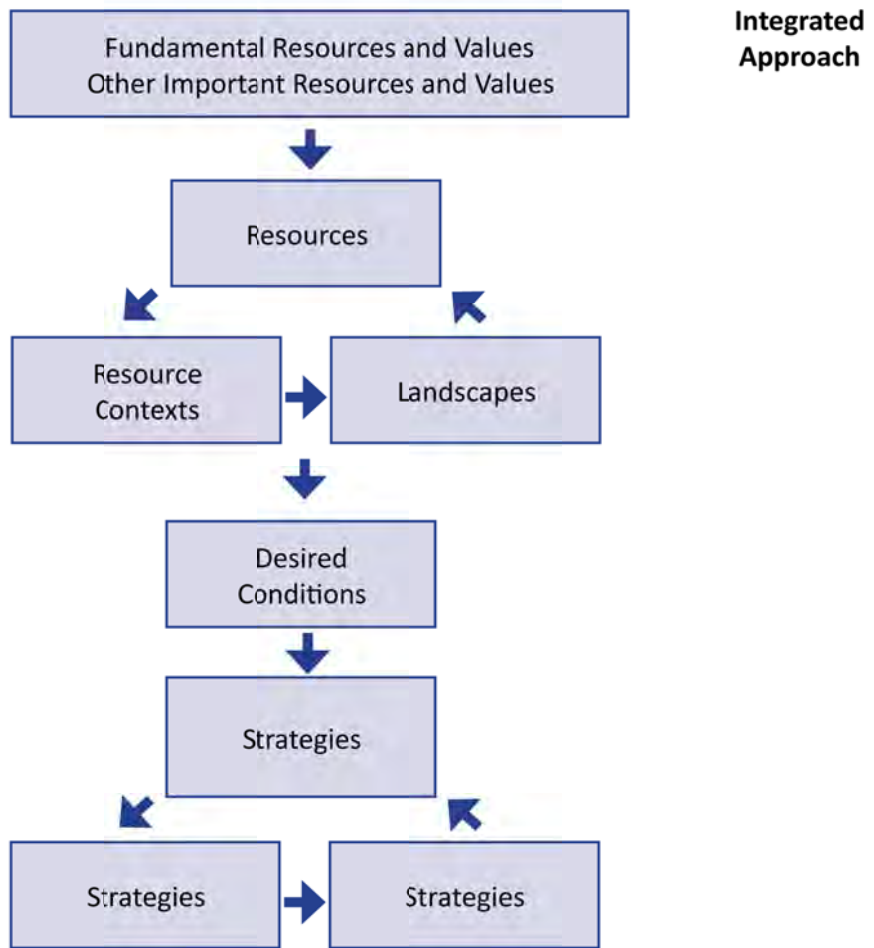 Integrated
Approach
Fundamental Resources and Values
Other Important Resources and Values
Resources
Resource
Contexts
Landscapes
Desired
Conditions
Strategies
Strategies
Strategies